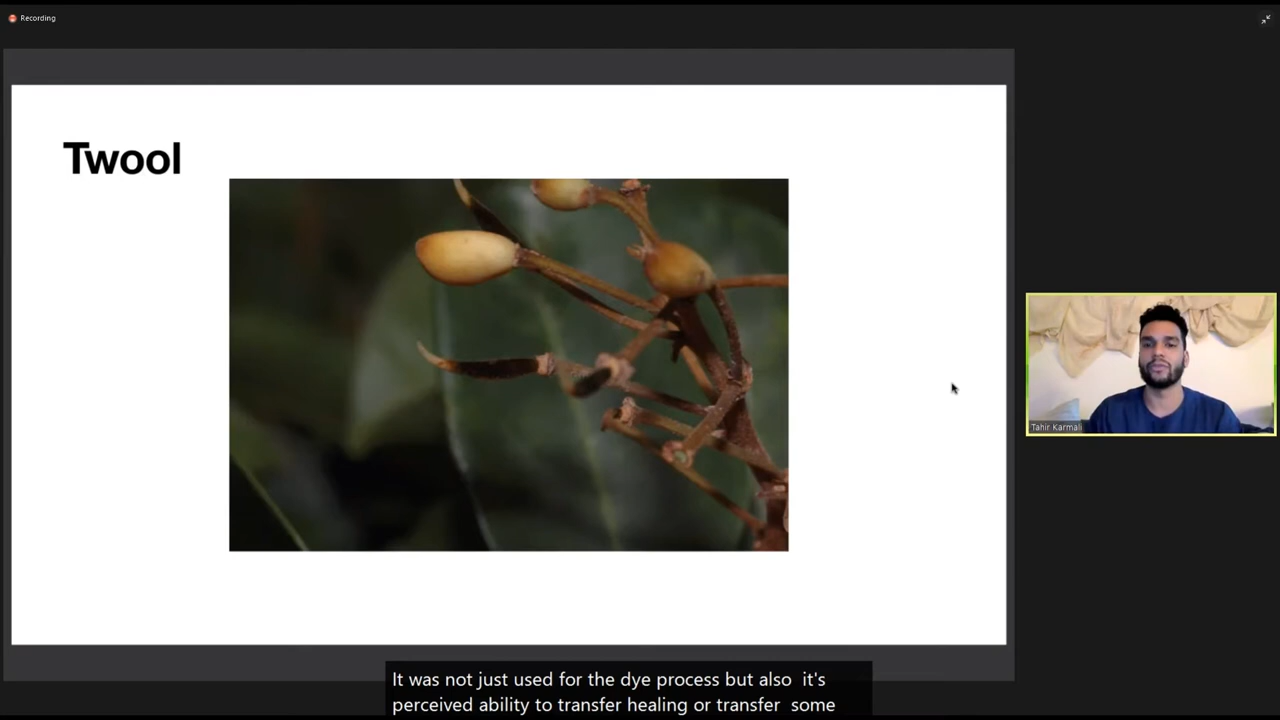 Recording
Twool
Tahir Karmali
It was not just used for the dye process but also it's
perceived ability to transfer healing or transfer some